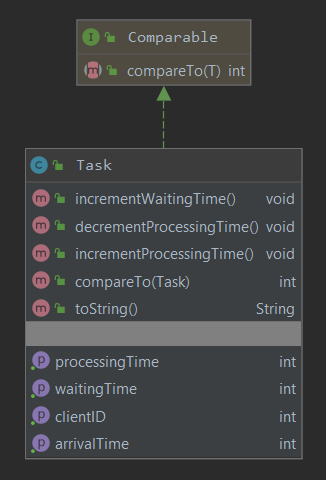 I Comparable
m compareTo(T) int
C Task
m incrementWaitingTime() void
m decrementProcessingTime() void
m incrementProcessingTime() void
m compareTo(Task) int
m toString() String
p processingTime int
p waitingTime int
p clientID int
p arrivalTime int